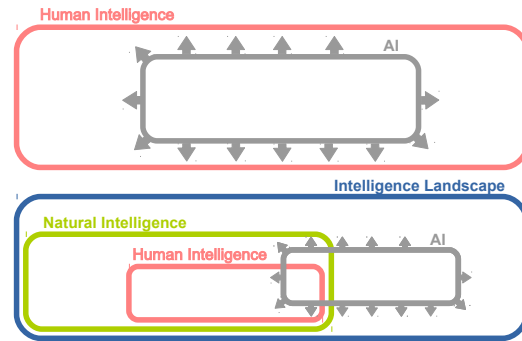 Human Intelligence
AI
Intelligence Landscape
Natural Intelligence
Human Intelligence
AI